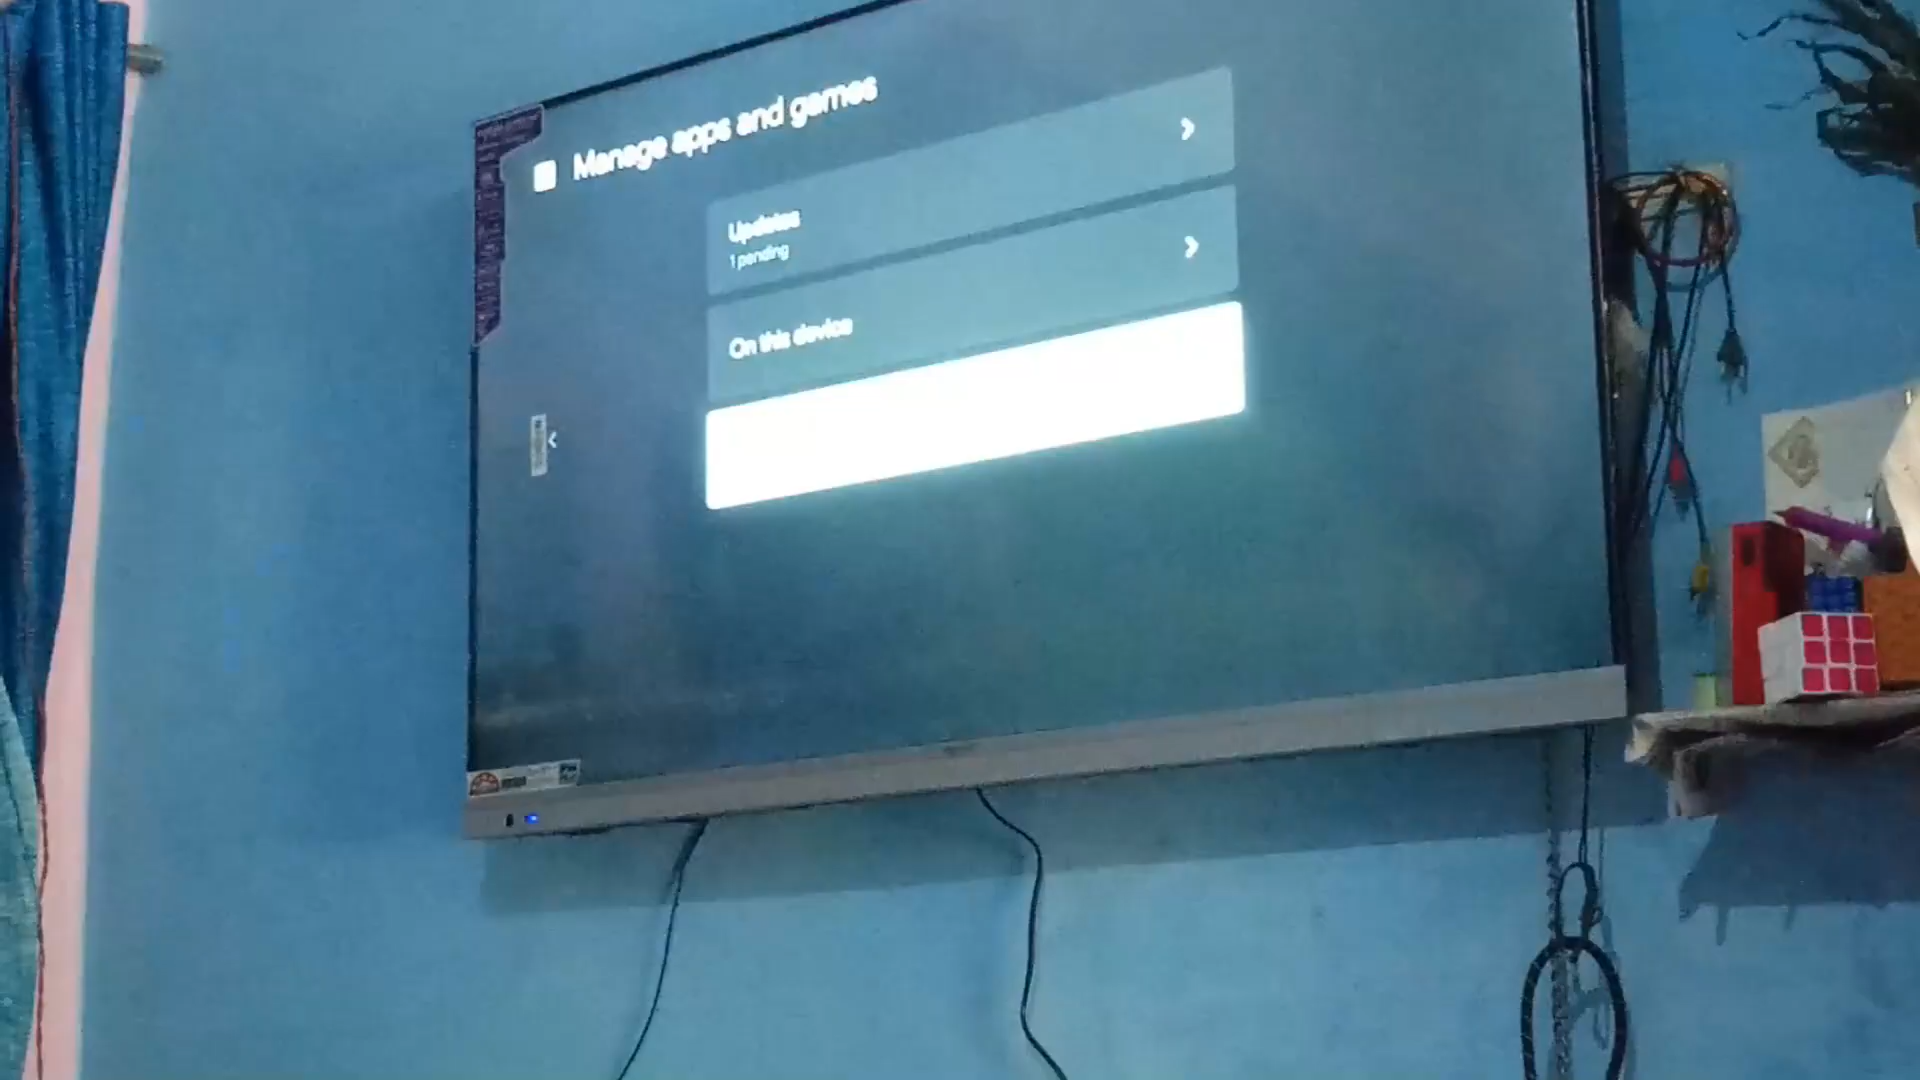 Manage apps and games
Updates
1 pending
On this device